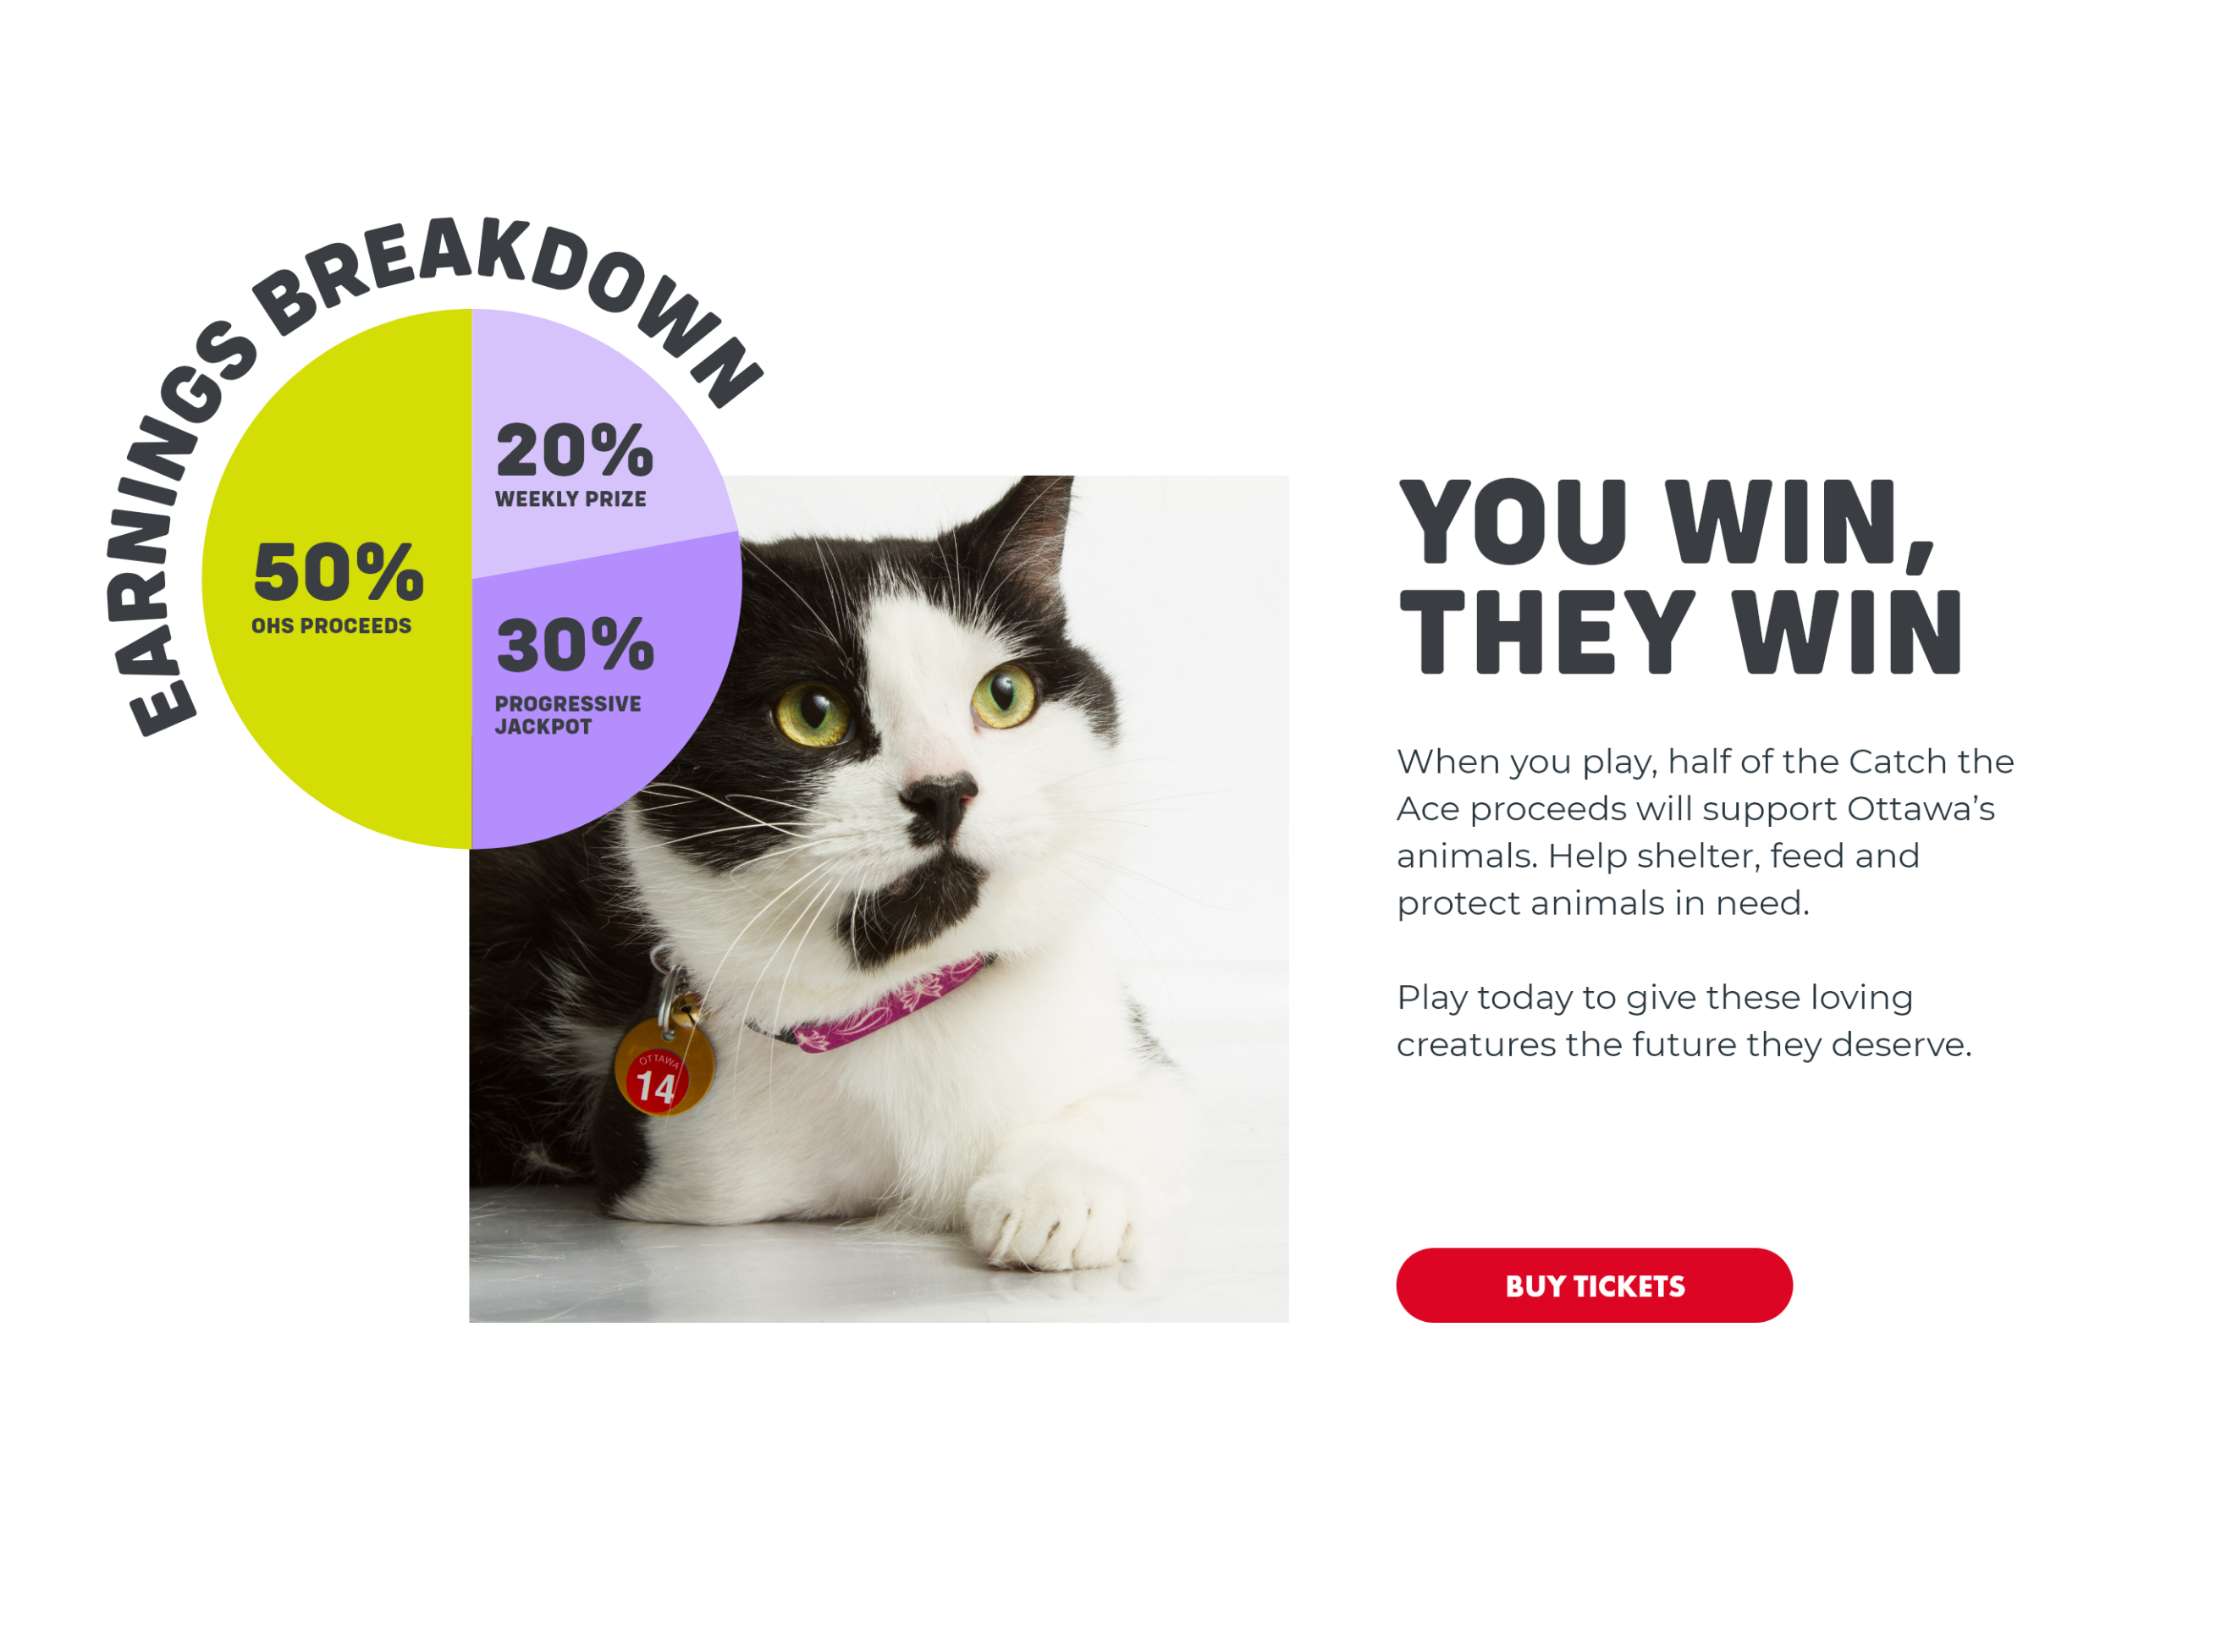 EARNINGS BREAKDOWN
50%
OHS PROCEEDS
20%
WEEKLY PRIZE
30%
PROGRESSIVE
JACKPOT
OTTAWA
14
YOU WIN,
THEY WIN
When you play, half of the Catch the
Ace proceeds will support Ottawa’s
animals. Help shelter, feed and
protect animals in need.
Play today to give these loving
creatures the future they deserve.
BUY TICKETS